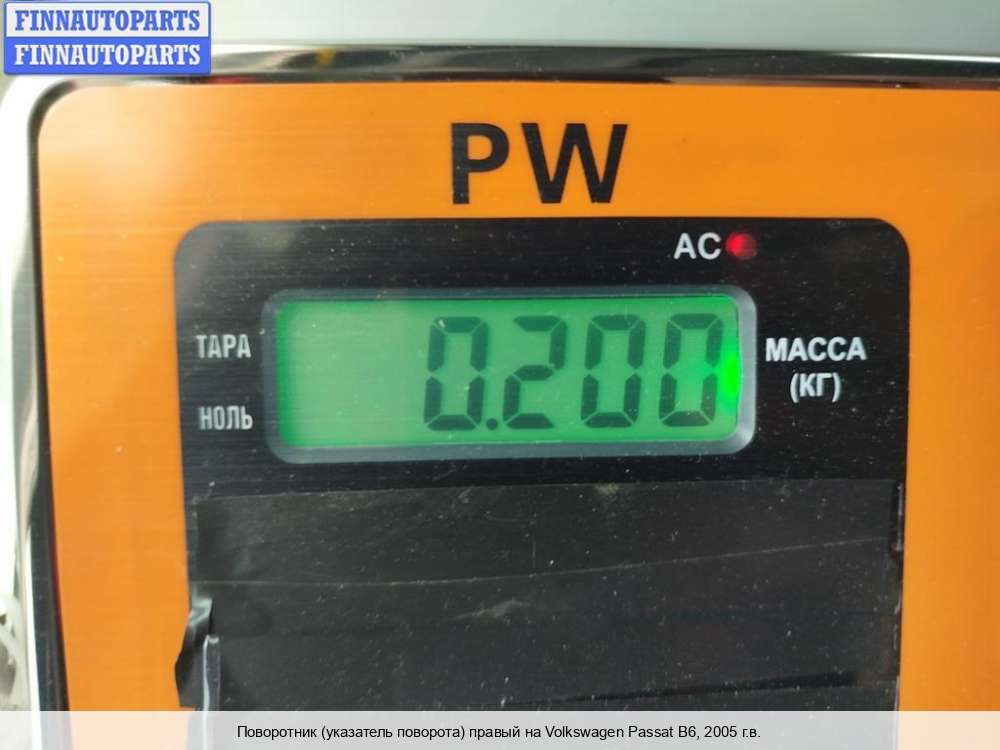 FINNAUTOPARTS
FINNAUTOPARTS
PW
AC
0.200
ТАРА
НОЛЬ
МАССА
(КГ)
Поворотник (указатель поворота) правый на Volkswagen Passat B6, 2005 г.в.